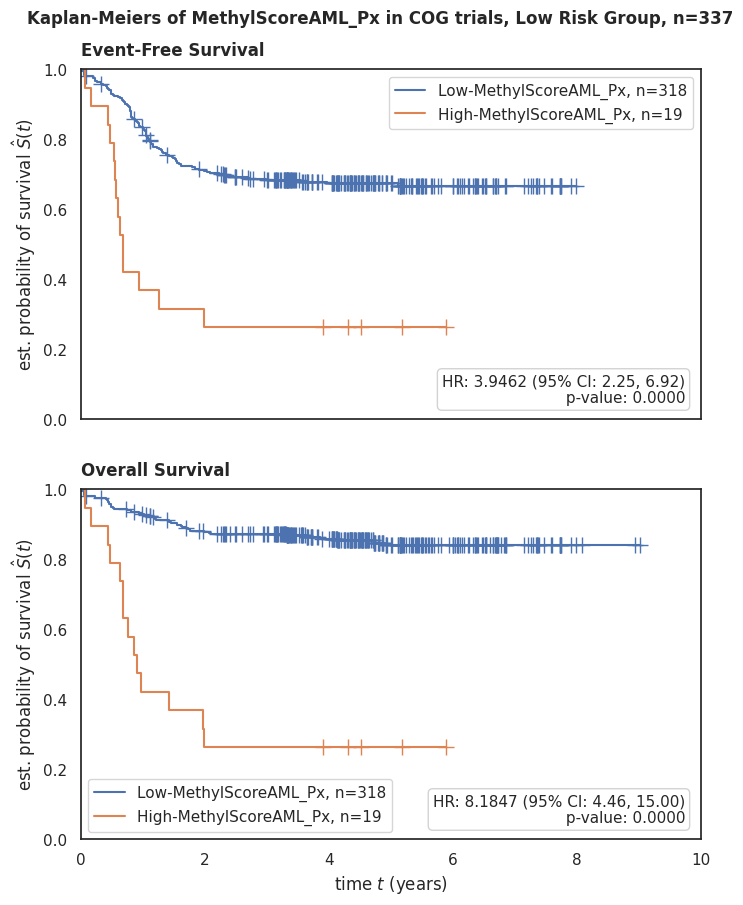 Kaplan-Meiers of MethylScoreAML_Px in COG trials, Low Risk Group, n=337
Event-Free Survival
1.0
0.8
0.6
0.4
0.2
0.0
est. probability of survival Ŝ(t)
Low-MethylScoreAML_Px, n=318
High-MethylScoreAML_Px, n=19
HR: 3.9462 (95% CI: 2.25, 6.92)
p-value: 0.0000
Overall Survival
1.0
0.8
0.6
0.4
0.2
0.0
est. probability of survival Ŝ(t)
Low-MethylScoreAML_Px, n=318
High-MethylScoreAML_Px, n=19
HR: 8.1847 (95% CI: 4.46, 15.00)
p-value: 0.0000
0 2 4 6 8 10
time t (years)